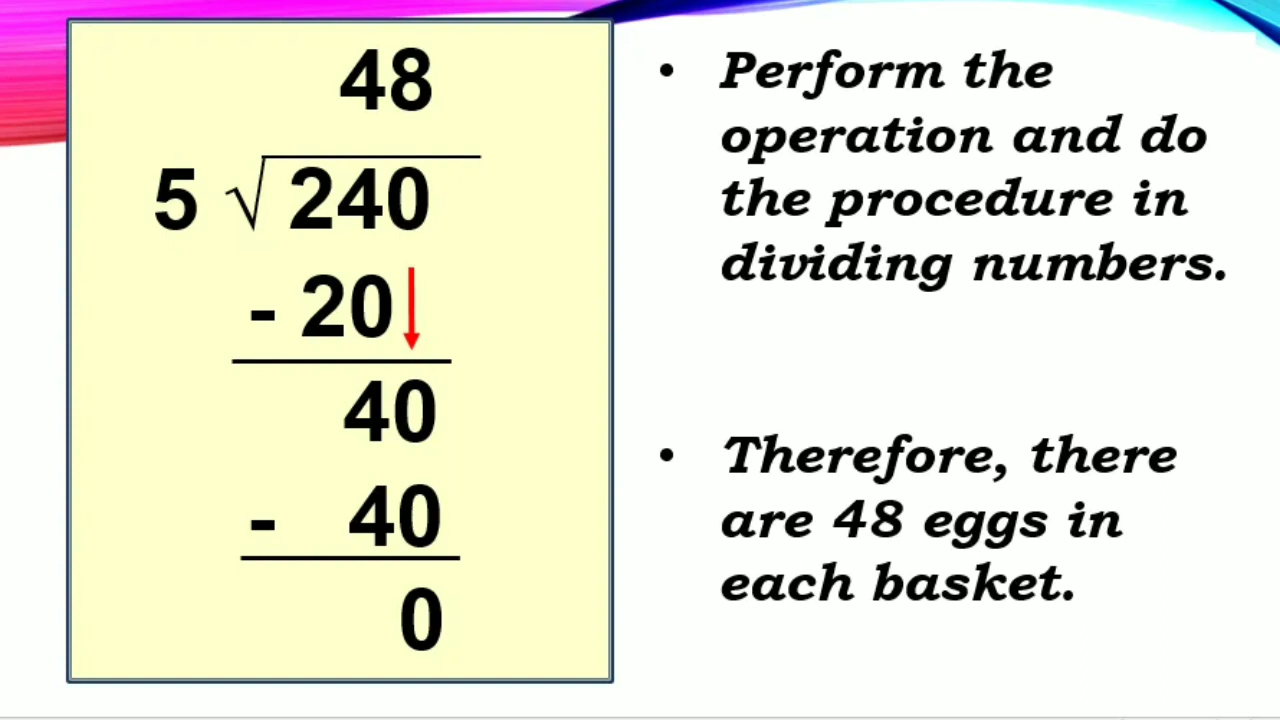 48
5 √ 240
- 20
40
- 40
0
• Perform the
operation and do
the procedure in
dividing numbers.
• Therefore, there
are 48 eggs in
each basket.